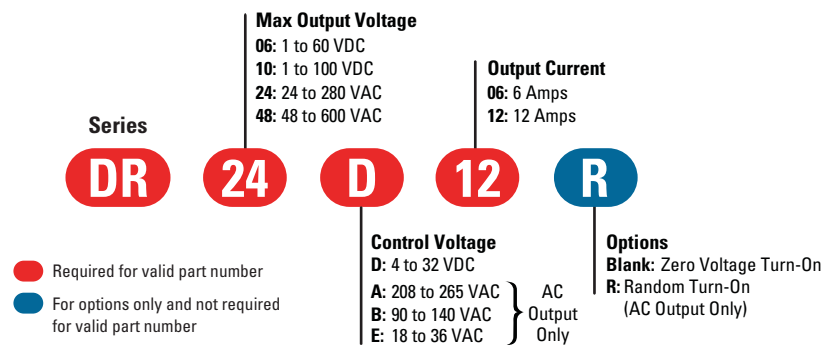 Max Output Voltage
06: 1 to 60 VDC
10: 1 to 100 VDC
24: 24 to 280 VAC
48: 48 to 600 VAC
Output Current
06: 6 Amps
12: 12 Amps
Series
DR 24 D 12 R
Control Voltage
D: 4 to 32 VDC
A: 208 to 265 VAC
B: 90 to 140 VAC
E: 18 to 36 VAC
AC
Output
Only
Options
Blank: Zero Voltage Turn-On
R: Random Turn-On
(AC Output Only)
Required for valid part number
For options only and not required
for valid part number